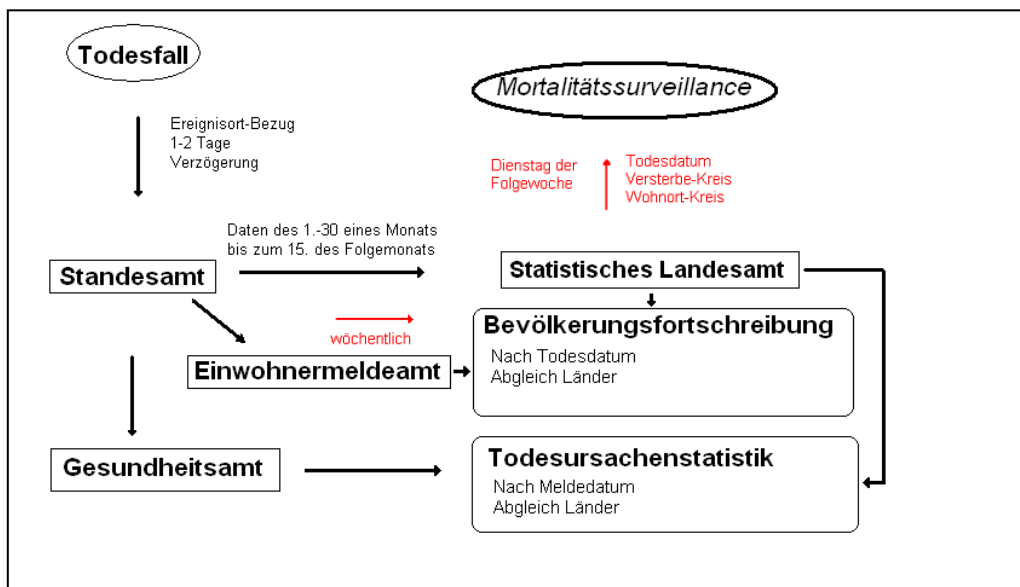 Todesfall
Mortalitätssurveillance
Ereignisort-Bezug
1-2 Tage
Verzögerung
Dienstag der
Folgewoche
Todesdatum
Versterbe-Kreis
Wohnort-Kreis
Daten des 1.-30 eines Monats
bis zum 15. des Folgemonats
Standesamt
Statistisches Landesamt
wöchentlich
Bevölkerungsfortschreibung
Nach Todesdatum
Abgleich Länder
Einwohnermeldeamt
Gesundheitsamt
Todesursachenstatistik
Nach Meldedatum
Abgleich Länder